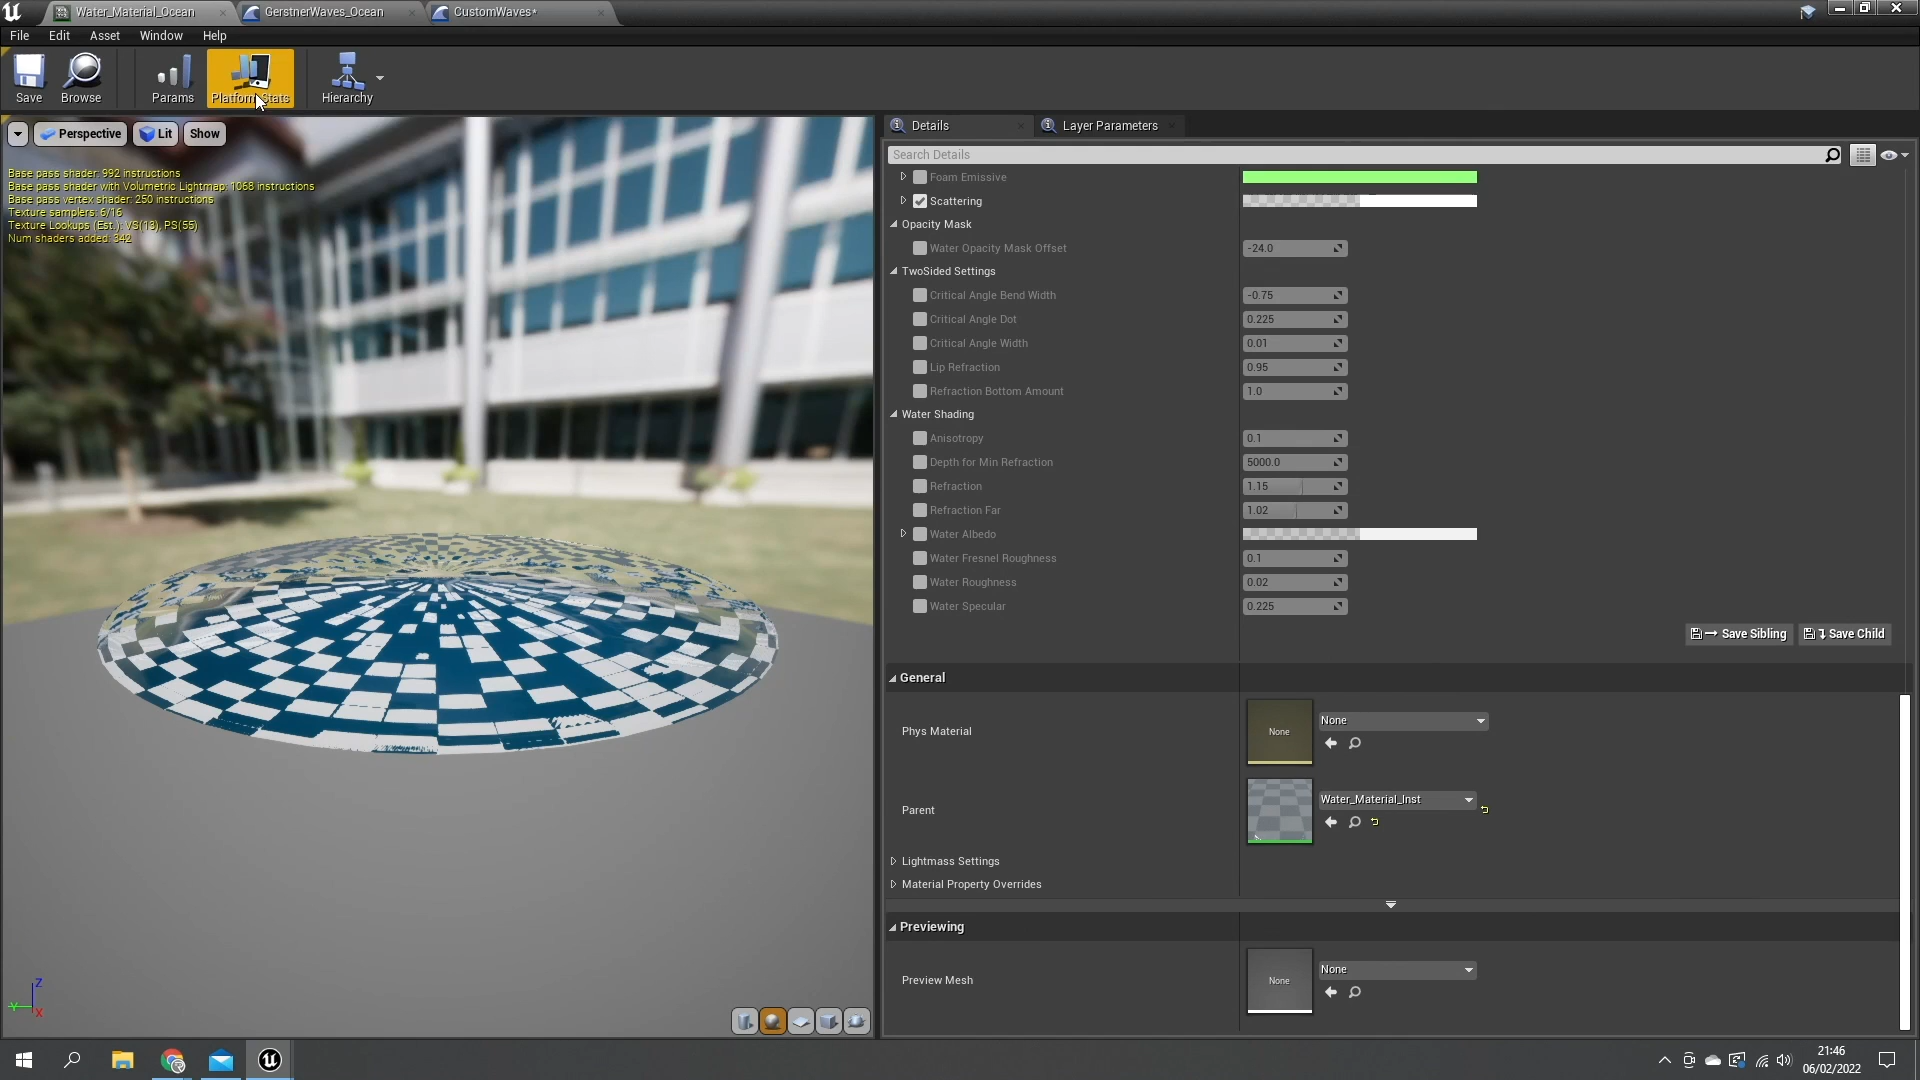 Water_Material_Ocean
GerstnerWaves_Ocean
CustomWaves*
File
Edit
Asset
Window
Help
Save
Browse
Params
Platform Stats
Hierarchy
Perspective
Lit
Show
Base pass shader: 992 instructions
Base pass shader with Volumetric Lightmap: 1068 instructions
Base pass vertex shader: 250 instructions
Texture samplers: 6/16
Texture Lookups (Est.): VS(13), PS(55)
Num shaders added: 342
Z
Y
X
Details
Layer Parameters
Search Details
Foam Emissive
Scattering
Opacity Mask
Water Opacity Mask Offset
-24.0
TwoSided Settings
Critical Angle Bend Width
-0.75
Critical Angle Dot
0.225
Critical Angle Width
0.01
Lip Refraction
0.95
Refraction Bottom Amount
1.0
Water Shading
Anisotropy
0.1
Depth for Min Refraction
5000.0
Refraction
1.15
Refraction Far
1.02
Water Albedo
Water Fresnel Roughness
0.1
Water Roughness
0.02
Water Specular
0.225
Save Sibling
Save Child
General
Phys Material
None
None
Parent
Water_Material_Inst
Lightmass Settings
Material Property Overrides
Previewing
Preview Mesh
None
None
21:46
06/02/2022